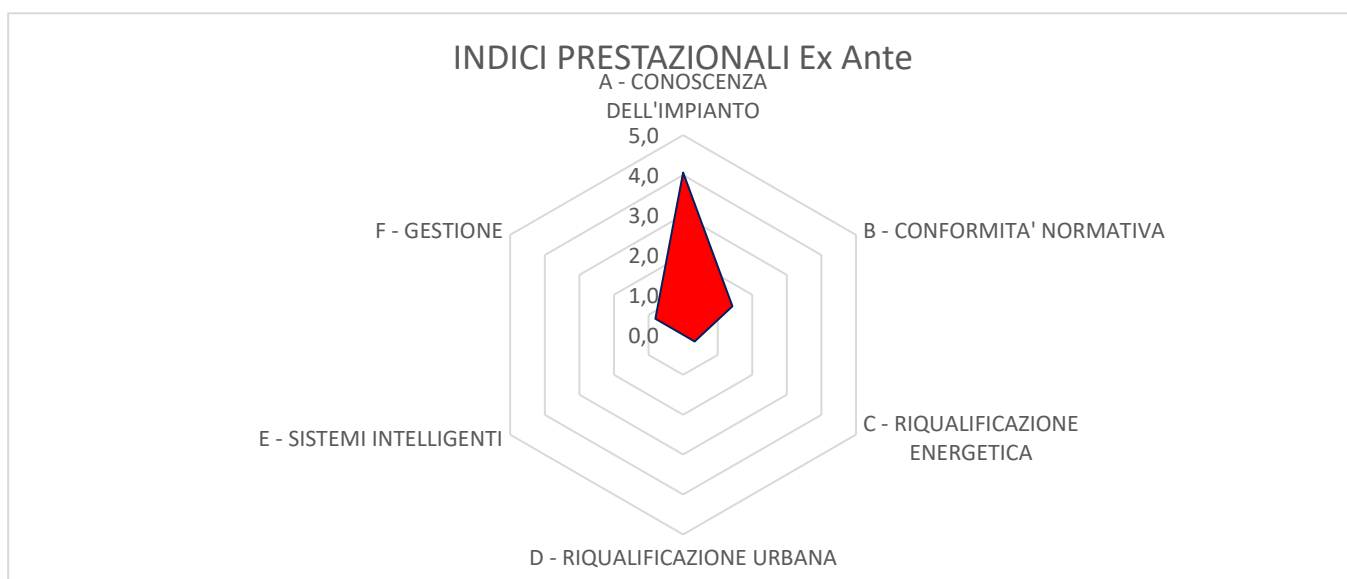 INDICI PRESTAZIONALI Ex Ante
A - CONOSCENZA
DELL'IMPIANTO
5,0
4,0
3,0
2,0
1,0
0,0
F - GESTIONE
B - CONFORMITA' NORMATIVA
E - SISTEMI INTELLIGENTI
C - RIQUALIFICAZIONE
ENERGETICA
D - RIQUALIFICAZIONE URBANA